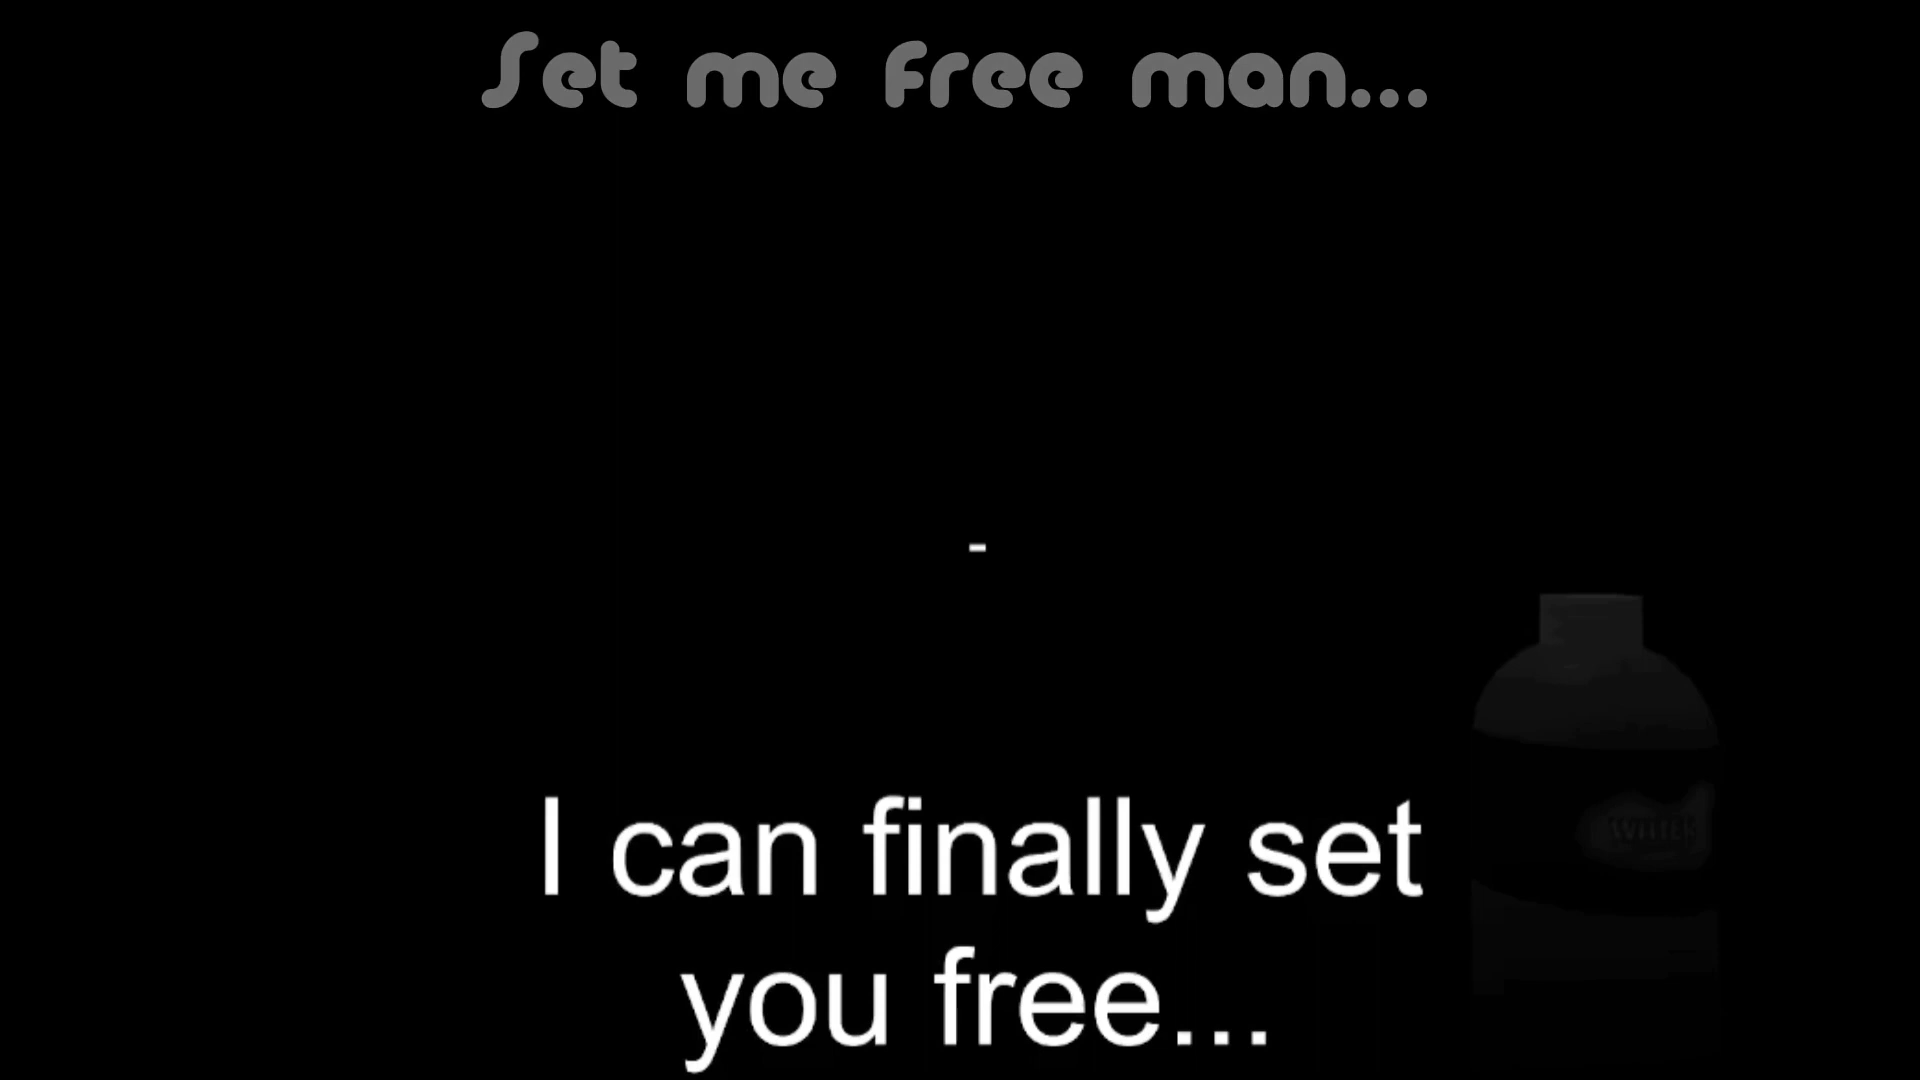 Set me free man...
-
I can finally set
you free...